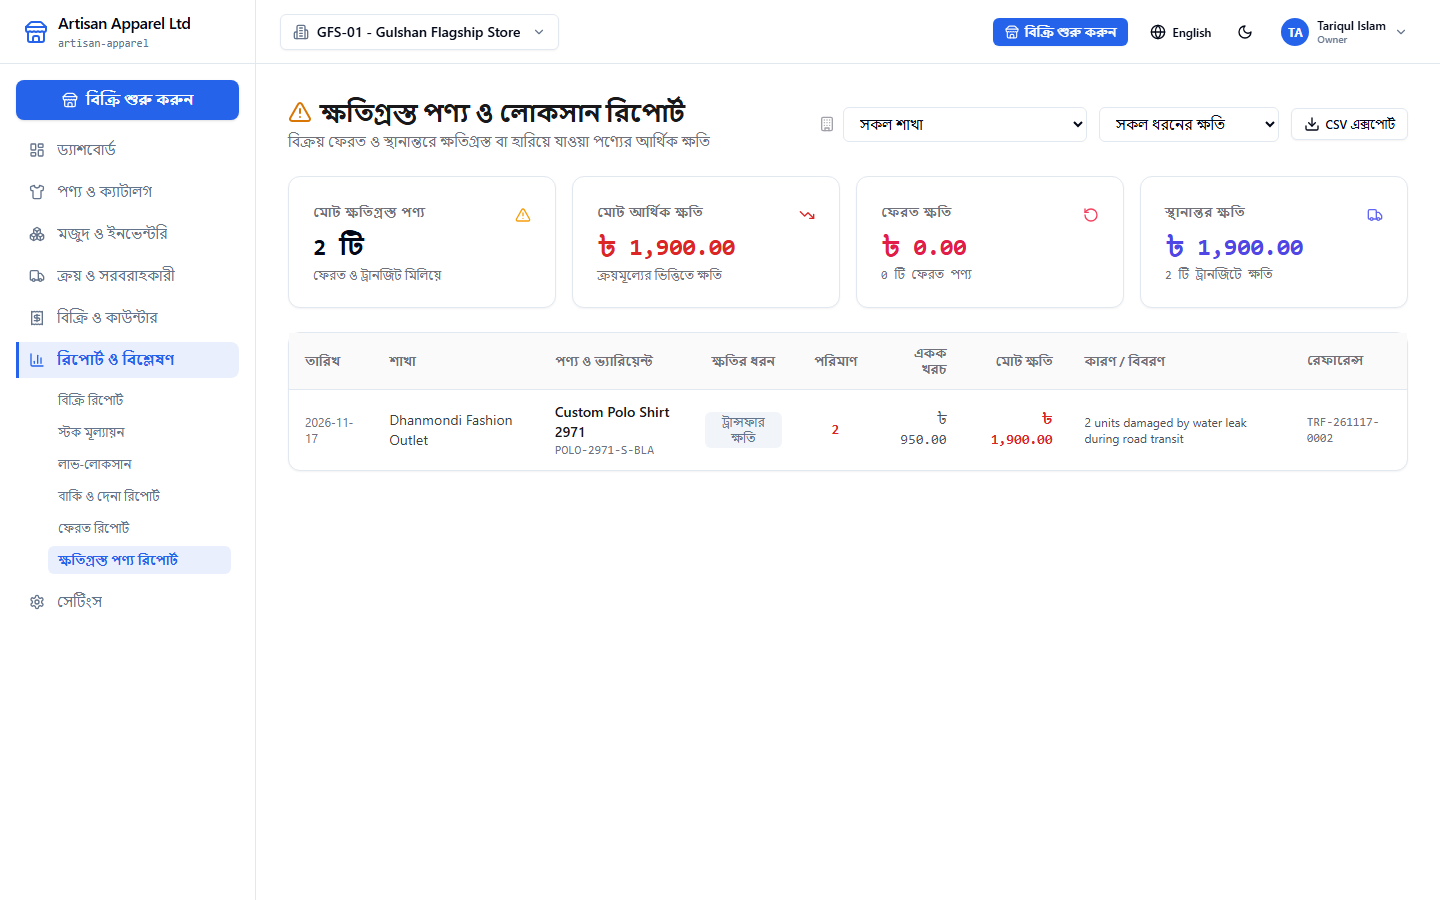 Artisan Apparel Ltd
artisan-apparel
GFS-01 - Gulshan Flagship Store
বিক্রি শুরু করুন
English
TA
Tariqul Islam
Owner
বিক্রি শুরু করুন
ড্যাশবোর্ড
পণ্য ও ক্যাটালগ
মজুদ ও ইনভেন্টরি
ক্রয় ও সরবরাহকারী
বিক্রি ও কাউন্টার
রিপোর্ট ও বিশ্লেষণ
বিক্রি রিপোর্ট
স্টক মূল্যায়ন
লাভ-লোকসান
বাকি ও দেনা রিপোর্ট
ফেরত রিপোর্ট
ক্ষতিগ্রস্ত পণ্য রিপোর্ট
সেটিংস
ক্ষতিগ্রস্ত পণ্য ও লোকসান রিপোর্ট
বিক্রয় ফেরত ও স্থানান্তরে ক্ষতিগ্রস্ত বা হারিয়ে যাওয়া পণ্যের আর্থিক ক্ষতি
সকল শাখা
সকল ধরনের ক্ষতি
CSV এক্সপোর্ট
মোট ক্ষতিগ্রস্ত পণ্য
2 টি
ফেরত ও ট্রানজিট মিলিয়ে
মোট আর্থিক ক্ষতি
৳ 1,900.00
ক্রয়মূল্যের ভিত্তিতে ক্ষতি
ফেরত ক্ষতি
৳ 0.00
0 টি ফেরত পণ্য
স্থানান্তর ক্ষতি
৳ 1,900.00
2 টি ট্রানজিটে ক্ষতি
তারিখ
শাখা
পণ্য ও ভ্যারিয়েন্ট
ক্ষতির ধরন
পরিমাণ
একক
খরচ
মোট ক্ষতি
কারণ / বিবরণ
রেফারেন্স
2026-11-
17
Dhanmondi Fashion
Outlet
Custom Polo Shirt
2971
POLO-2971-S-BLA
ট্রান্সফার
ক্ষতি
2
৳
950.00
৳
1,900.00
2 units damaged by water leak
during road transit
TRF-261117-
0002